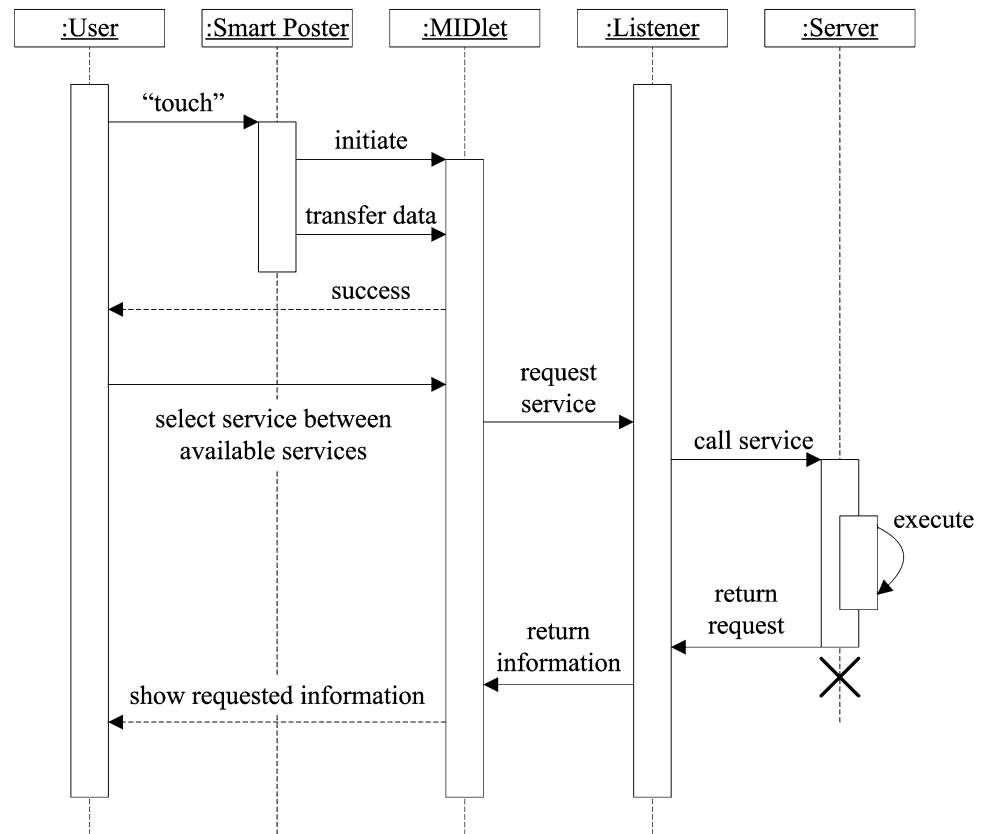 :User
:Smart Poster
:MIDlet
:Listener
:Server
“touch”
initiate
transfer data
success
request
service
select service between
available services
call service
execute
return
request
return
information
show requested information